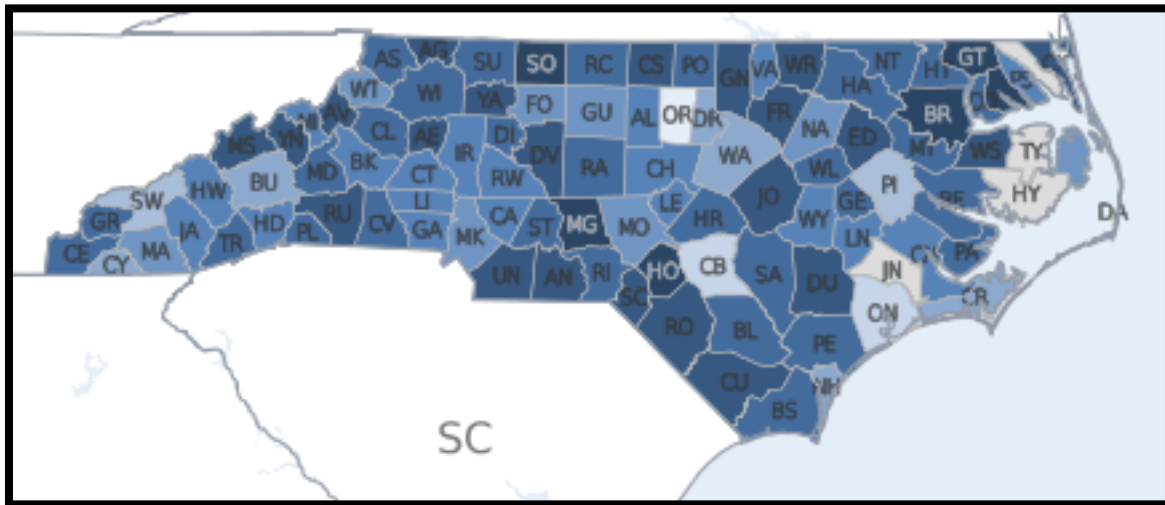 AS AG SU SO RC CS PO GN VA WR HA NT HT GT PS
WT WI YA FO GU AL OR DR FR NA ED BR
MI AV CL AE IR DI DV RA CH WA WL MT WS TY
MS YN MD BK CT RW JO PI
SW BU HW RU LI LE HR WY GE BE HY
GR JA HD PL CV GA MK CA ST MG MO LN DA
CE CY MA TR UN AN RI HO CB SA DU JN PA
SC RO BL PE ON CR
CU BS NH
SC